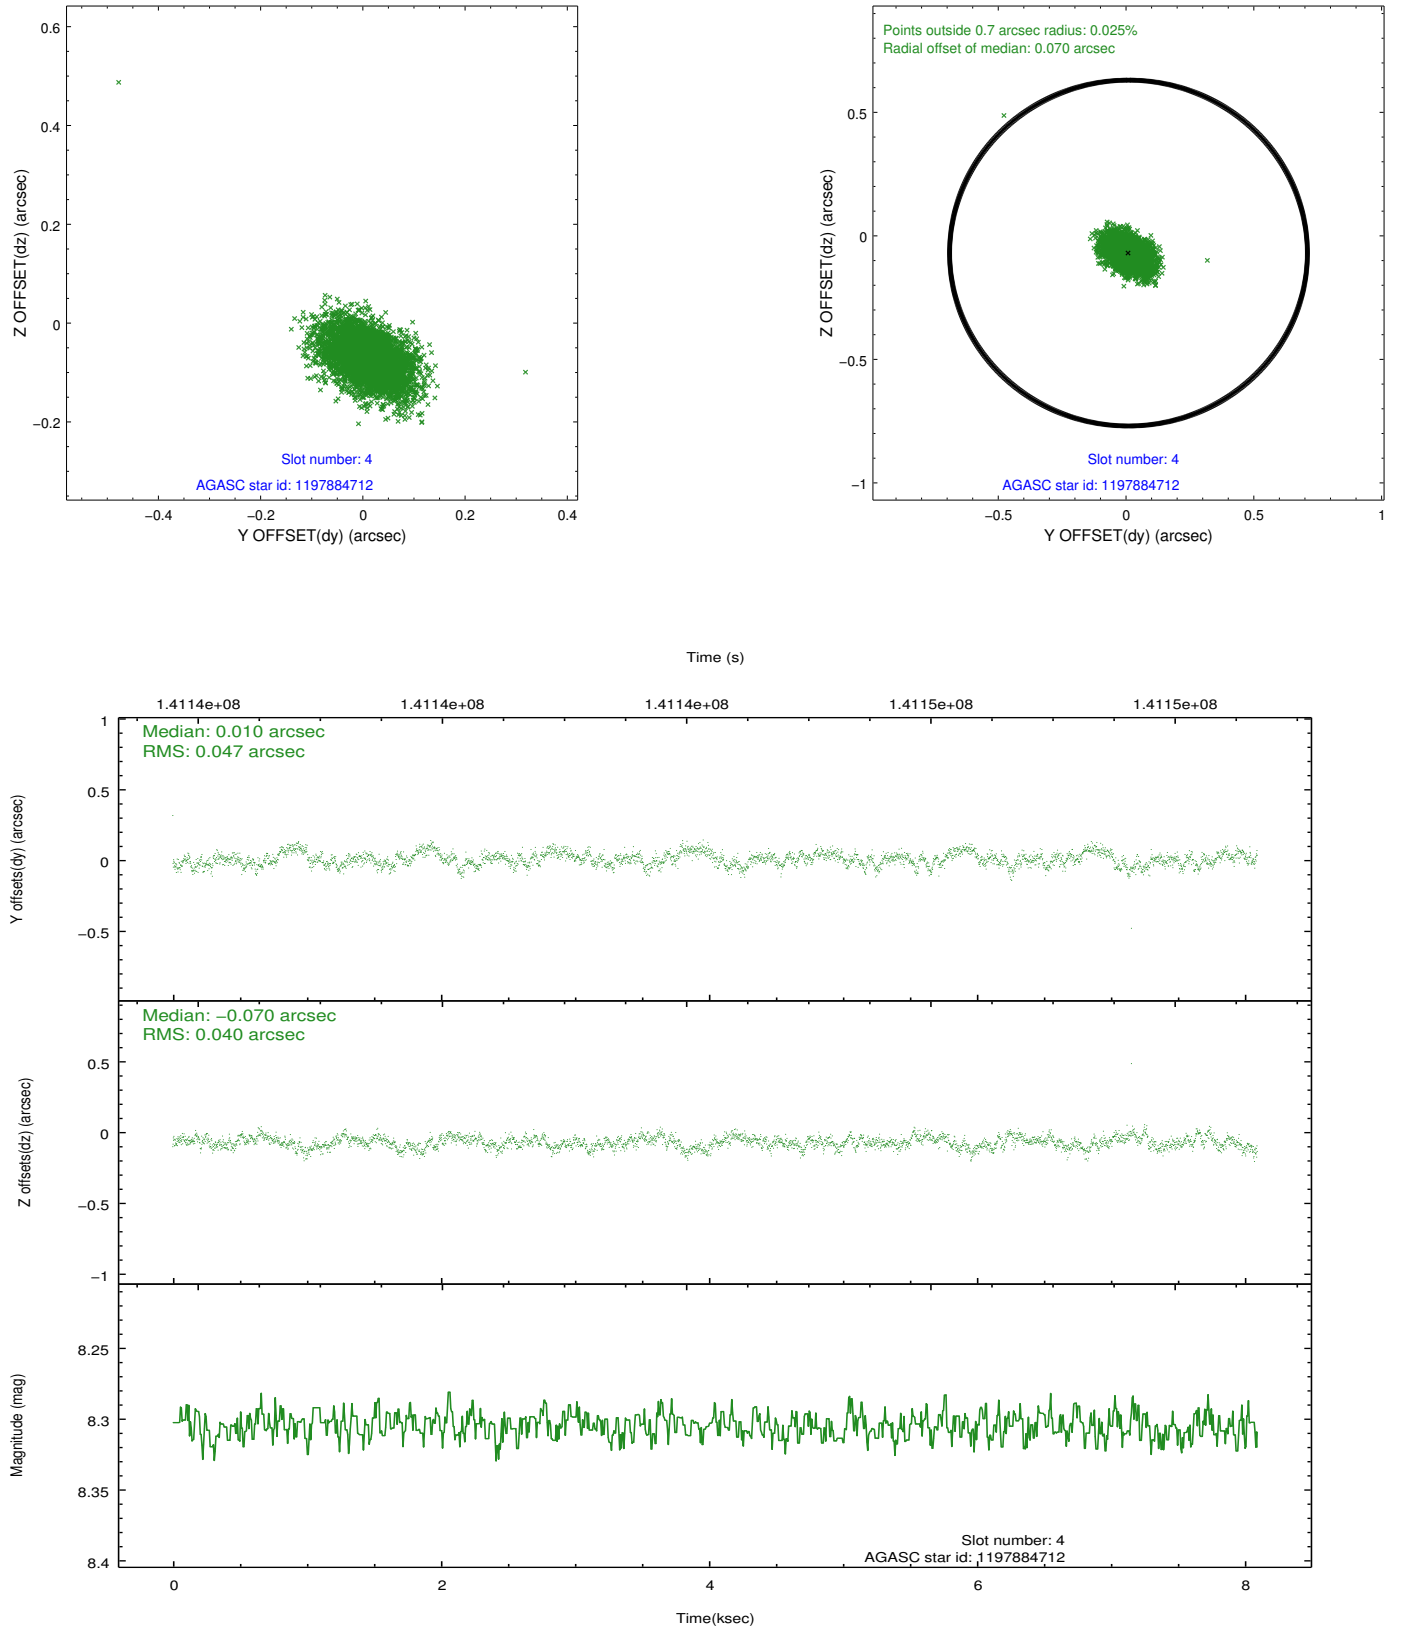 0.6
0.4
0.2
0
−0.2
Z OFFSET(dz) (arcsec)
Slot number: 4
AGASC star id: 1197884712
−0.4
−0.2
0
0.2
0.4
Y OFFSET(dy) (arcsec)
Points outside 0.7 arcsec radius: 0.025%
Radial offset of median: 0.070 arcsec
0.5
0
−0.5
−1
Z OFFSET(dz) (arcsec)
Slot number: 4
AGASC star id: 1197884712
−0.5
0
0.5
1
Y OFFSET(dy) (arcsec)
Time (s)
1.4114e+08
1.4114e+08
1.4114e+08
1.4115e+08
1.4115e+08
Median: 0.010 arcsec
RMS: 0.047 arcsec
1
0.5
0
−0.5
Y offsets(dy) (arcsec)
Median: −0.070 arcsec
RMS: 0.040 arcsec
0.5
0
−0.5
−1
Z offsets(dz) (arcsec)
8.25
8.3
8.35
8.4
Magnitude (mag)
Slot number: 4
AGASC star id: 1197884712
0
2
4
6
8
Time(ksec)